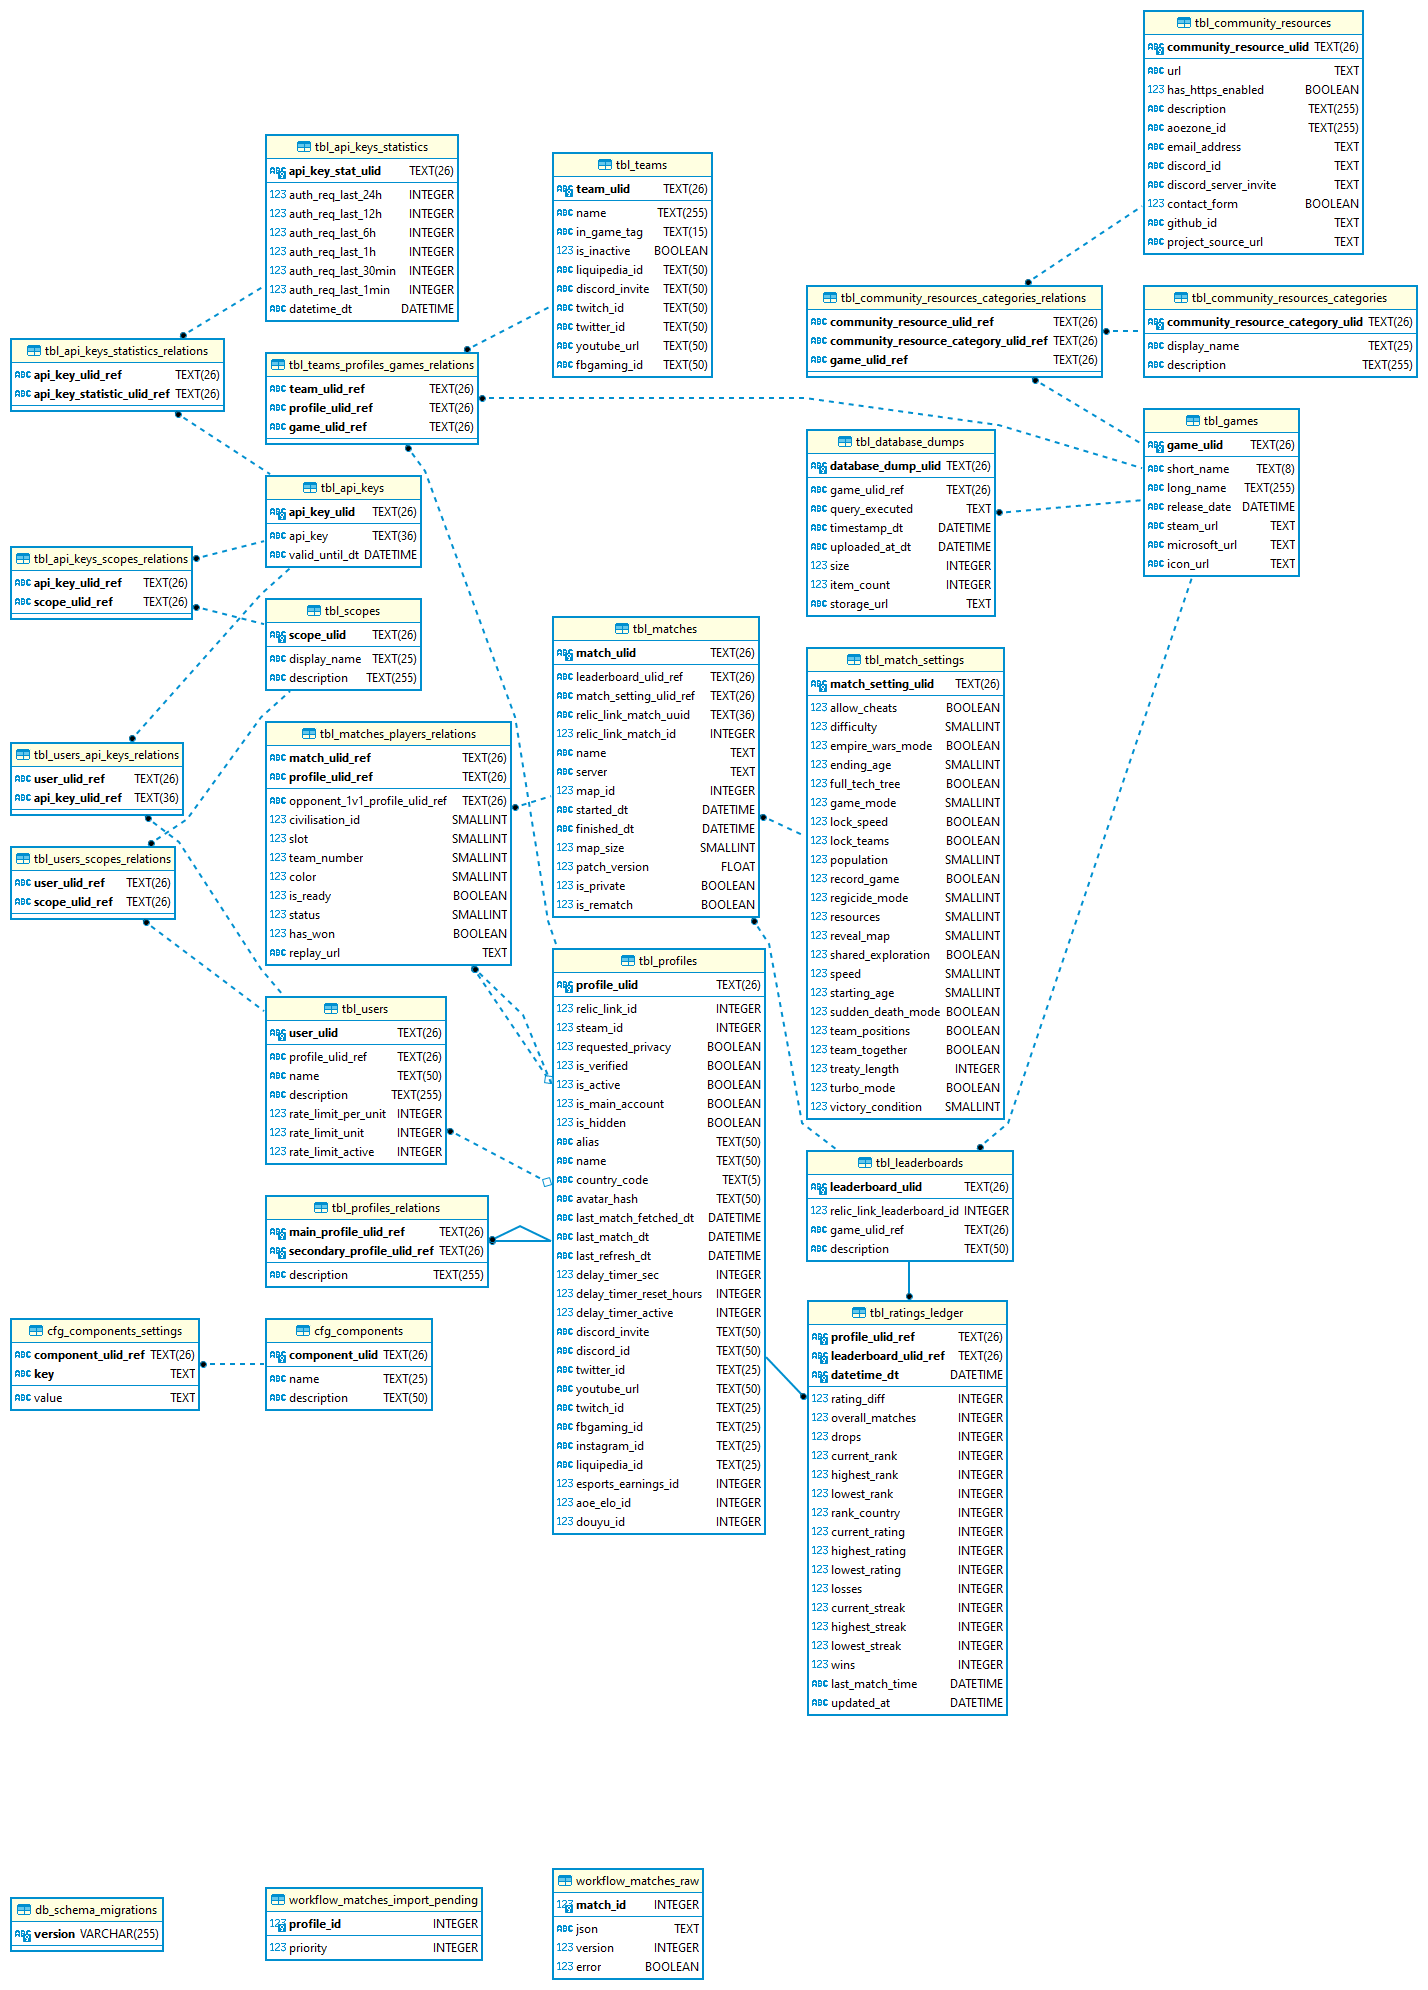 tbl_community_resources
community_resource_ulid TEXT(26)
url TEXT
has_https_enabled BOOLEAN
description TEXT(255)
aoezone_id TEXT(255)
email_address TEXT
discord_id TEXT
discord_server_invite TEXT
contact_form BOOLEAN
github_id TEXT
project_source_url TEXT
tbl_api_keys_statistics
api_key_stat_ulid TEXT(26)
auth_req_last_24h INTEGER
auth_req_last_12h INTEGER
auth_req_last_6h INTEGER
auth_req_last_1h INTEGER
auth_req_last_30min INTEGER
auth_req_last_1min INTEGER
datetime_dt DATETIME
tbl_teams
team_ulid TEXT(26)
name TEXT(255)
in_game_tag TEXT(15)
is_inactive BOOLEAN
liquipedia_id TEXT(50)
discord_invite TEXT(50)
twitch_id TEXT(50)
twitter_id TEXT(50)
youtube_url TEXT(50)
fbgaming_id TEXT(50)
tbl_community_resources_categories_relations
community_resource_ulid_ref TEXT(26)
community_resource_category_ulid_ref TEXT(26)
game_ulid_ref TEXT(26)
tbl_community_resources_categories
community_resource_category_ulid TEXT(26)
display_name TEXT(25)
description TEXT(255)
tbl_api_keys_statistics_relations
api_key_ulid_ref TEXT(26)
api_key_statistic_ulid_ref TEXT(26)
tbl_teams_profiles_games_relations
team_ulid_ref TEXT(26)
profile_ulid_ref TEXT(26)
game_ulid_ref TEXT(26)
tbl_database_dumps
database_dump_ulid TEXT(26)
game_ulid_ref TEXT(26)
query_executed TEXT
timestamp_dt DATETIME
uploaded_at_dt DATETIME
size INTEGER
item_count INTEGER
storage_url TEXT
tbl_games
game_ulid TEXT(26)
short_name TEXT(8)
long_name TEXT(255)
release_date DATETIME
steam_url TEXT
microsoft_url TEXT
icon_url TEXT
tbl_api_keys
api_key_ulid TEXT(26)
api_key TEXT(36)
valid_until_dt DATETIME
tbl_api_keys_scopes_relations
api_key_ulid_ref TEXT(26)
scope_ulid_ref TEXT(26)
tbl_scopes
scope_ulid TEXT(26)
display_name TEXT(25)
description TEXT(255)
tbl_matches
match_ulid TEXT(26)
leaderboard_ulid_ref TEXT(26)
match_setting_ulid_ref TEXT(26)
relic_link_match_uuid TEXT(36)
relic_link_match_id INTEGER
name TEXT
server TEXT
map_id INTEGER
started_dt DATETIME
finished_dt DATETIME
map_size SMALLINT
patch_version FLOAT
is_private BOOLEAN
is_rematch BOOLEAN
tbl_match_settings
match_setting_ulid TEXT(26)
allow_cheats BOOLEAN
difficulty SMALLINT
empire_wars_mode BOOLEAN
ending_age SMALLINT
full_tech_tree BOOLEAN
game_mode SMALLINT
lock_speed BOOLEAN
lock_teams BOOLEAN
population SMALLINT
record_game BOOLEAN
regicide_mode SMALLINT
resources SMALLINT
reveal_map SMALLINT
shared_exploration BOOLEAN
speed SMALLINT
starting_age SMALLINT
sudden_death_mode BOOLEAN
team_positions BOOLEAN
team_together BOOLEAN
treaty_length INTEGER
turbo_mode BOOLEAN
victory_condition SMALLINT
tbl_users_api_keys_relations
user_ulid_ref TEXT(26)
api_key_ulid_ref TEXT(36)
tbl_matches_players_relations
match_ulid_ref TEXT(26)
profile_ulid_ref TEXT(26)
opponent_1v1_profile_ulid_ref TEXT(26)
civilisation_id SMALLINT
slot SMALLINT
team_number SMALLINT
color SMALLINT
is_ready BOOLEAN
status SMALLINT
has_won BOOLEAN
replay_url TEXT
tbl_users_scopes_relations
user_ulid_ref TEXT(26)
scope_ulid_ref TEXT(26)
tbl_users
user_ulid TEXT(26)
profile_ulid_ref TEXT(26)
name TEXT(50)
description TEXT(255)
rate_limit_per_unit INTEGER
rate_limit_unit INTEGER
rate_limit_active INTEGER
tbl_profiles
profile_ulid TEXT(26)
relic_link_id INTEGER
steam_id INTEGER
requested_privacy BOOLEAN
is_verified BOOLEAN
is_active BOOLEAN
is_main_account BOOLEAN
is_hidden BOOLEAN
alias TEXT(50)
name TEXT(50)
country_code TEXT(5)
avatar_hash TEXT(50)
last_match_fetched_dt DATETIME
last_match_dt DATETIME
last_refresh_dt DATETIME
delay_timer_sec INTEGER
delay_timer_reset_hours INTEGER
delay_timer_active INTEGER
discord_invite TEXT(50)
discord_id TEXT(50)
twitter_id TEXT(25)
youtube_url TEXT(50)
twitch_id TEXT(25)
fbgaming_id TEXT(25)
instagram_id TEXT(25)
liquipedia_id TEXT(25)
esports_earnings_id INTEGER
aoe_elo_id INTEGER
douyu_id INTEGER
tbl_leaderboards
leaderboard_ulid TEXT(26)
relic_link_leaderboard_id INTEGER
game_ulid_ref TEXT(26)
description TEXT(50)
tbl_profiles_relations
main_profile_ulid_ref TEXT(26)
secondary_profile_ulid_ref TEXT(26)
description TEXT(255)
cfg_components_settings
component_ulid_ref TEXT(26)
key TEXT
value TEXT
cfg_components
component_ulid TEXT(26)
name TEXT(25)
description TEXT(50)
tbl_ratings_ledger
profile_ulid_ref TEXT(26)
leaderboard_ulid_ref TEXT(26)
datetime_dt DATETIME
rating_diff INTEGER
overall_matches INTEGER
drops INTEGER
current_rank INTEGER
highest_rank INTEGER
lowest_rank INTEGER
rank_country INTEGER
current_rating INTEGER
highest_rating INTEGER
lowest_rating INTEGER
losses INTEGER
current_streak INTEGER
highest_streak INTEGER
lowest_streak INTEGER
wins INTEGER
last_match_time DATETIME
updated_at DATETIME
db_schema_migrations
version VARCHAR(255)
workflow_matches_import_pending
profile_id INTEGER
priority INTEGER
workflow_matches_raw
match_id INTEGER
json TEXT
version INTEGER
error BOOLEAN